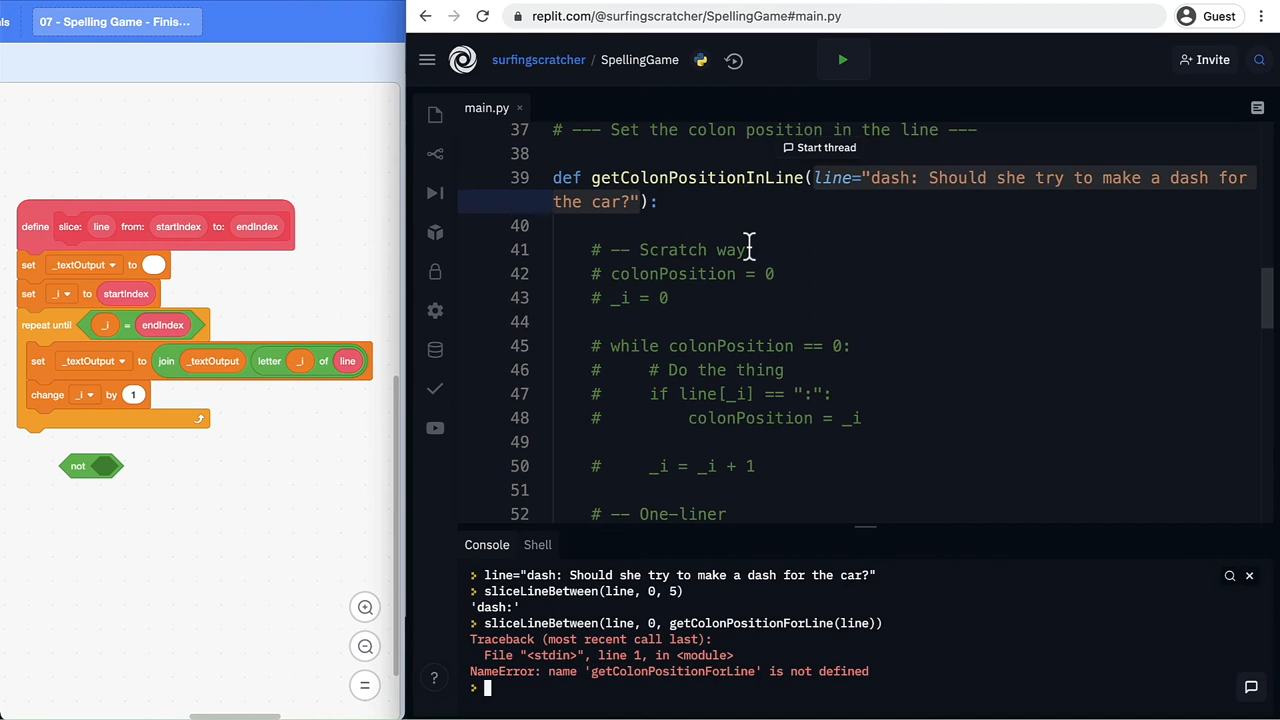 07 - Spelling Game - Finis...
define slice: line from: startIndex to: endIndex
set _textOutput to
set _i to startIndex
repeat until _i = endIndex
set _textOutput to join _textOutput letter _i of line
change _i by 1
not
replit.com/@surfingscratcher/SpellingGame#main.py
Guest
surfingscratcher / SpellingGame
Invite
main.py ×
37 # --- Set the colon position in the line ---
Start thread
38
39 def getColonPositionInLine(line="dash: Should she try to make a dash for
the car?"):
40
41 # -- Scratch way
42 # colonPosition = 0
43 # _i = 0
44
45 # while colonPosition == 0:
46 # # Do the thing
47 # if line[_i] == ":":
48 # colonPosition = _i
49
50 # _i = _i + 1
51
52 # -- One-liner
Console Shell
> line="dash: Should she try to make a dash for the car?"
> sliceLineBetween(line, 0, 5)
'dash:'
> sliceLineBetween(line, 0, getColonPositionForLine(line))
Traceback (most recent call last):
File "<stdin>", line 1, in <module>
NameError: name 'getColonPositionForLine' is not defined
>
?